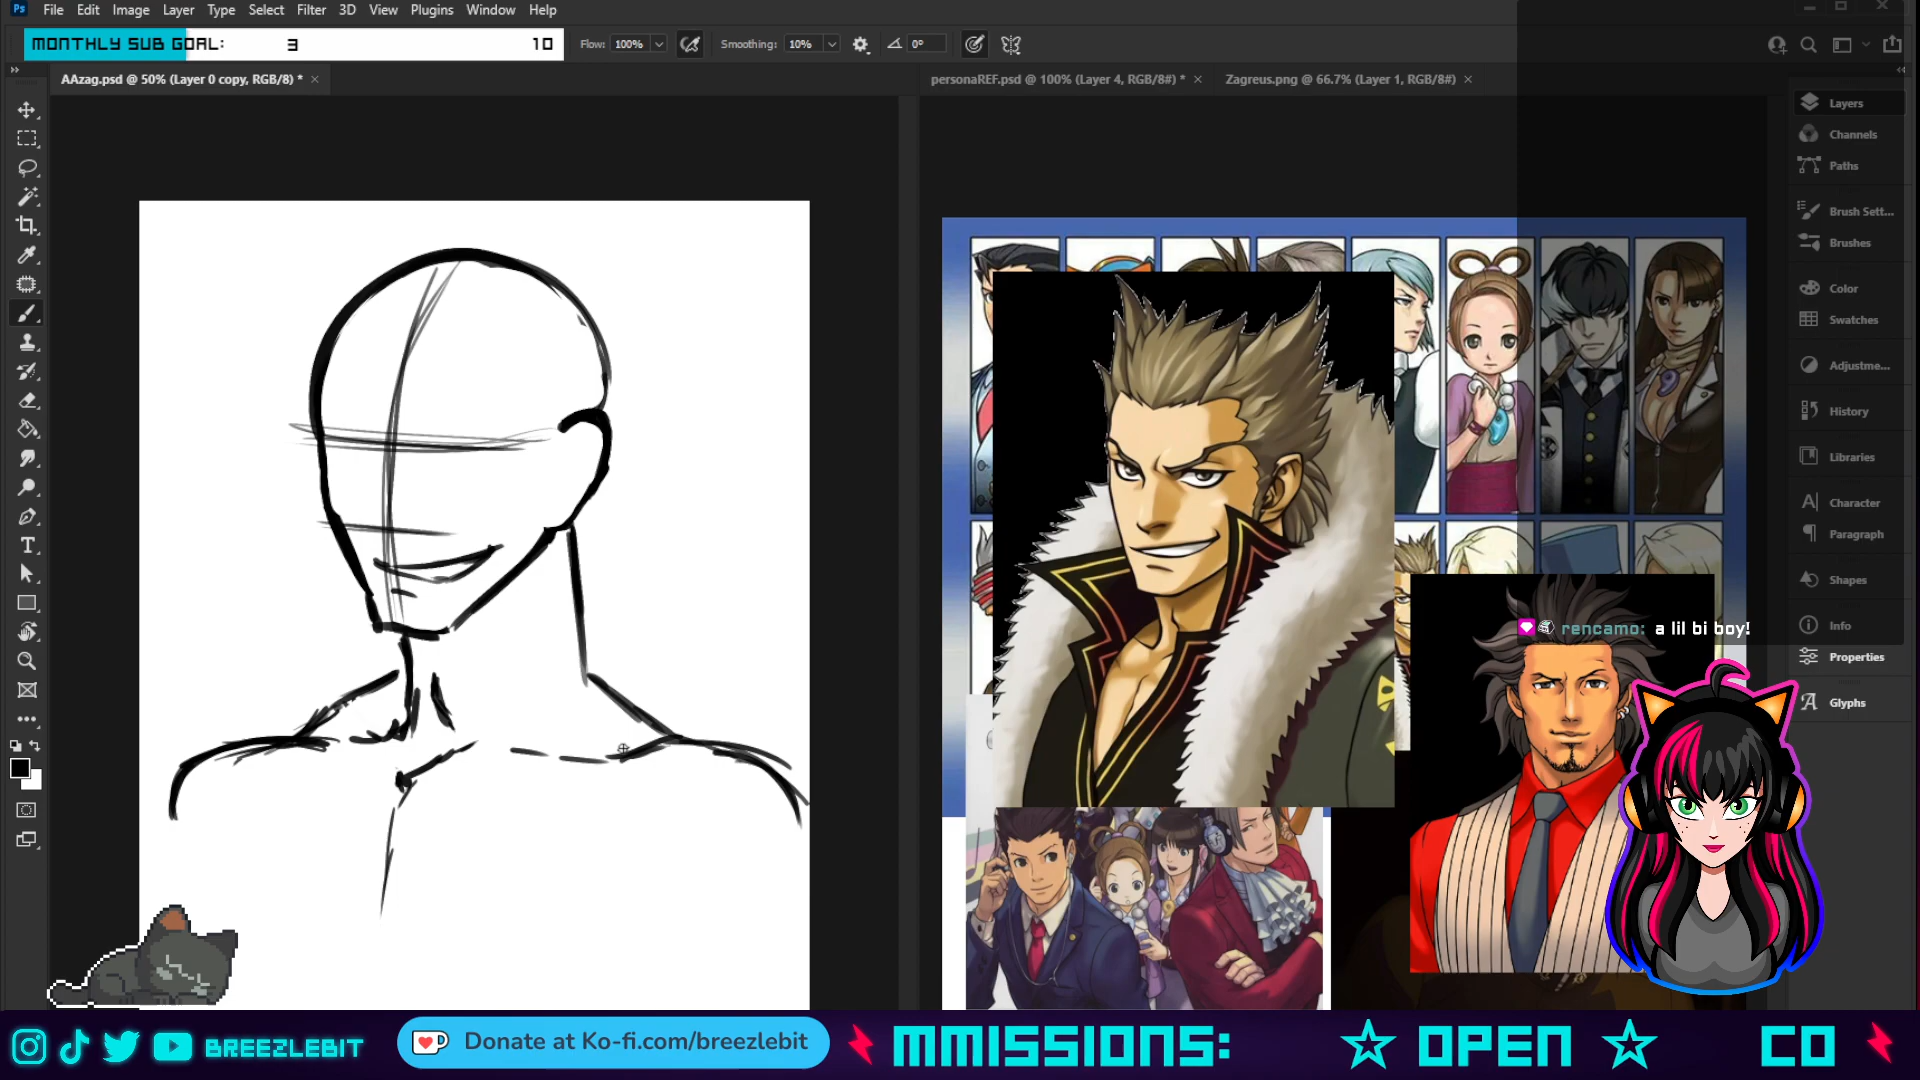 Ps File Edit Image Layer Type Select Filter 3D View Plugins Window Help
MONTHLY SUB GOAL: 3 10
Flow: 100% Smoothing: 10% 0°
AAzag.psd @ 50% (Layer 0 copy, RGB/8) * ×
personaREF.psd @ 100% (Layer 4, RGB/8#) * × Zagreus.png @ 66.7% (Layer 1, RGB/8#) ×
Layers
Channels
Paths
Brush Sett...
Brushes
Color
Swatches
Adjustme...
History
Libraries
Character
Paragraph
Shapes
Info
Properties
Glyphs
rencamo: a lil bi boy!
BREEZLEBIT
Donate at Ko-fi.com/breezlebit
MMISSIONS: ☆ OPEN ☆ CO